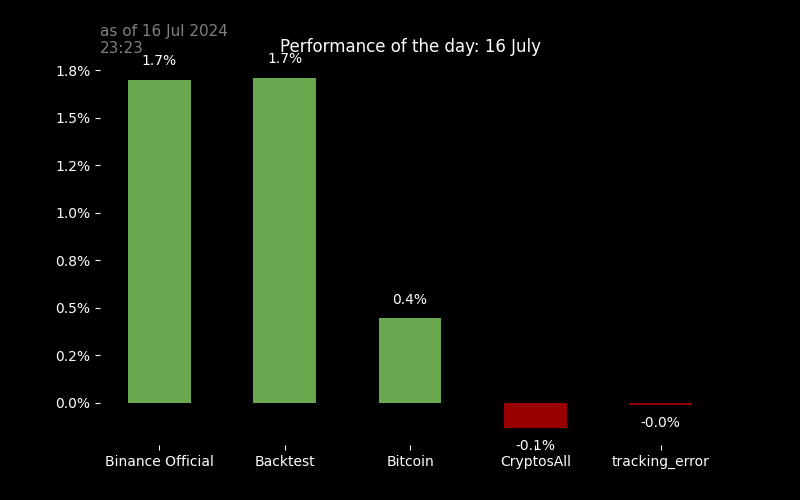 as of 16 Jul 2024
23:23
Performance of the day: 16 July
1.8%
1.5%
1.2%
1.0%
0.8%
0.5%
0.2%
0.0%
1.7%
1.7%
0.4%
-0.1%
-0.0%
Binance Official
Backtest
Bitcoin
CryptosAll
tracking_error